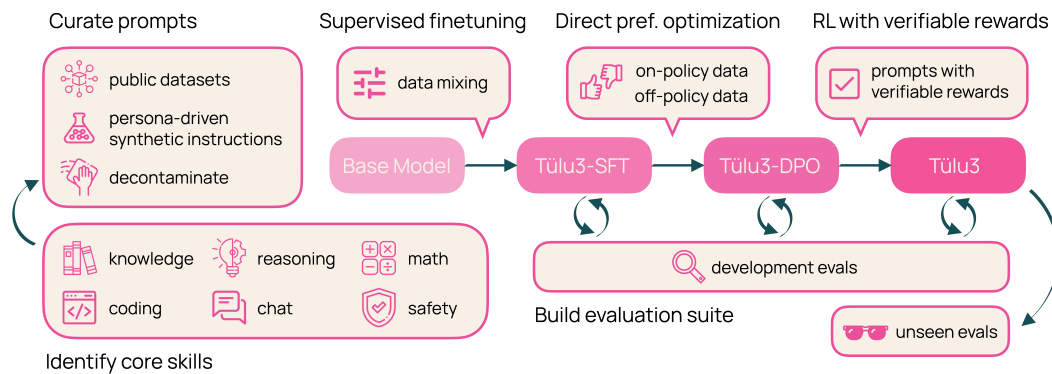 Curate prompts
public datasets
persona-driven
synthetic instructions
decontaminate
Supervised finetuning
data mixing
Direct pref. optimization
on-policy data
off-policy data
RL with verifiable rewards
prompts with
verifiable rewards
Base Model
Tülu3-SFT
Tülu3-DPO
Tülu3
knowledge
reasoning
math
coding
chat
safety
Identify core skills
development evals
Build evaluation suite
unseen evals